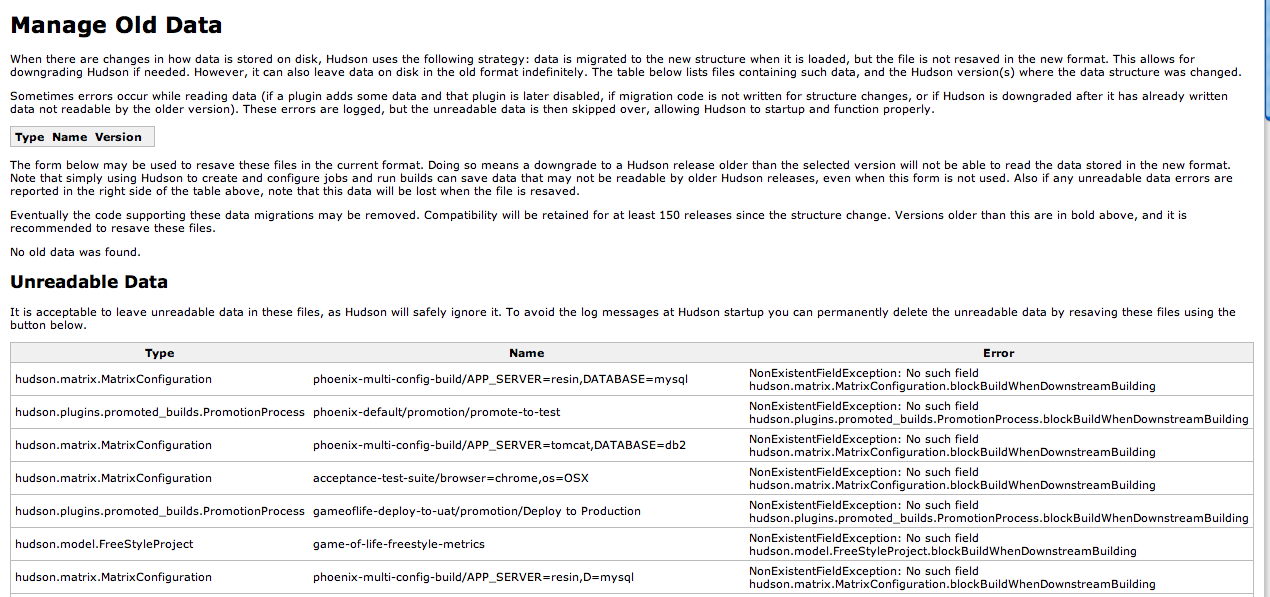 Manage Old Data
When there are changes in how data is stored on disk, Hudson uses the following strategy: data is migrated to the new structure when it is loaded, but the file is not resaved in the new format. This allows for
downgrading Hudson if needed. However, it can also leave data on disk in the old format indefinitely. The table below lists files containing such data, and the Hudson version(s) where the data structure was changed.
Sometimes errors occur while reading data (if a plugin adds some data and that plugin is later disabled, if migration code is not written for structure changes, or if Hudson is downgraded after it has already written
data not readable by the older version). These errors are logged, but the unreadable data is then skipped over, allowing Hudson to startup and function properly.
Type Name Version
The form below may be used to resave these files in the current format. Doing so means a downgrade to a Hudson release older than the selected version will not be able to read the data stored in the new format.
Note that simply using Hudson to create and configure jobs and run builds can save data that may not be readable by older Hudson releases, even when this form is not used. Also if any unreadable data errors are
reported in the right side of the table above, note that this data will be lost when the file is resaved.
Eventually the code supporting these data migrations may be removed. Compatibility will be retained for at least 150 releases since the structure change. Versions older than this are in bold above, and it is
recommended to resave these files.
No old data was found.
Unreadable Data
It is acceptable to leave unreadable data in these files, as Hudson will safely ignore it. To avoid the log messages at Hudson startup you can permanently delete the unreadable data by resaving these files using the
button below.
Type Name Error
hudson.matrix.MatrixConfiguration phoenix-multi-config-build/APP_SERVER=resin,DATABASE=mysql NonExistentFieldException: No such field
hudson.matrix.MatrixConfiguration.blockBuildWhenDownstreamBuilding
hudson.plugins.promoted_builds.PromotionProcess phoenix-default/promotion/promote-to-test NonExistentFieldException: No such field
hudson.plugins.promoted_builds.PromotionProcess.blockBuildWhenDownstreamBuilding
hudson.matrix.MatrixConfiguration phoenix-multi-config-build/APP_SERVER=tomcat,DATABASE=db2 NonExistentFieldException: No such field
hudson.matrix.MatrixConfiguration.blockBuildWhenDownstreamBuilding
hudson.matrix.MatrixConfiguration acceptance-test-suite/browser=chrome,os=OSX NonExistentFieldException: No such field
hudson.matrix.MatrixConfiguration.blockBuildWhenDownstreamBuilding
hudson.plugins.promoted_builds.PromotionProcess gameoflife-deploy-to-uat/promotion/Deploy to Production NonExistentFieldException: No such field
hudson.plugins.promoted_builds.PromotionProcess.blockBuildWhenDownstreamBuilding
hudson.model.FreeStyleProject game-of-life-freestyle-metrics NonExistentFieldException: No such field
hudson.model.FreeStyleProject.blockBuildWhenDownstreamBuilding
hudson.matrix.MatrixConfiguration phoenix-multi-config-build/APP_SERVER=resin,D=mysql NonExistentFieldException: No such field
hudson.matrix.MatrixConfiguration.blockBuildWhenDownstreamBuilding